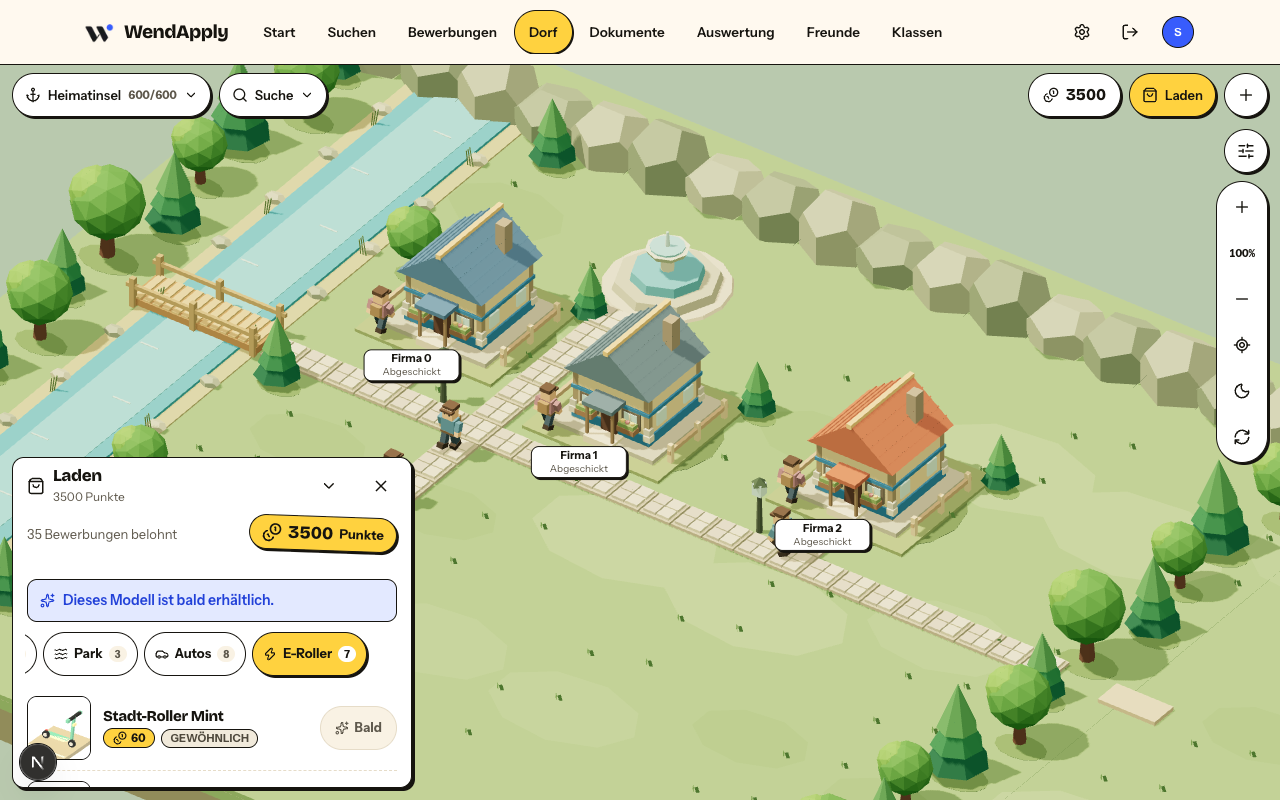 WendApply
Start
Suchen
Bewerbungen
Dorf
Dokumente
Auswertung
Freunde
Klassen
S
Heimatinsel 600/600
Suche
3500
Laden
100%
Firma 0
Abgeschickt
Firma 1
Abgeschickt
Firma 2
Abgeschickt
Laden
3500 Punkte
35 Bewerbungen belohnt
3500 Punkte
Dieses Modell ist bald erhältlich.
Park 3
Autos 8
E-Roller 7
Stadt-Roller Mint
60 GEWÖHNLICH
Bald
N